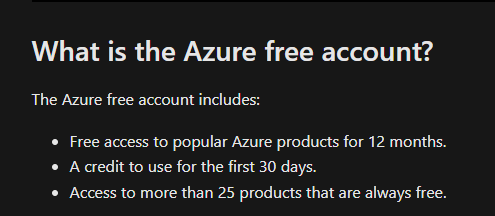 What is the Azure free account?
The Azure free account includes:
• Free access to popular Azure products for 12 months.
• A credit to use for the first 30 days.
• Access to more than 25 products that are always free.